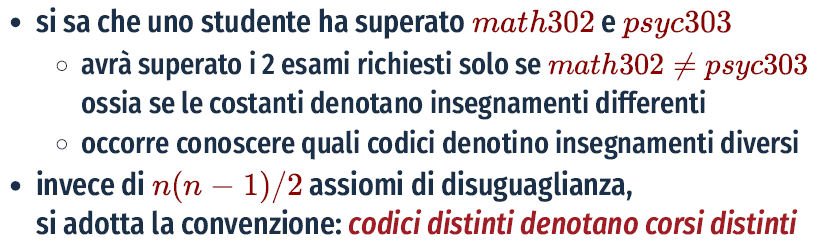 • si sa che uno studente ha superato math302 e psyc303
◦ avrà superato i 2 esami richiesti solo se math302 ≠ psyc303
ossia se le costanti denotano insegnamenti differenti
◦ occorre conoscere quali codici denotino insegnamenti diversi
• invece di n(n − 1)/2 assiomi di disuguaglianza,
si adotta la convenzione: codici distinti denotano corsi distinti